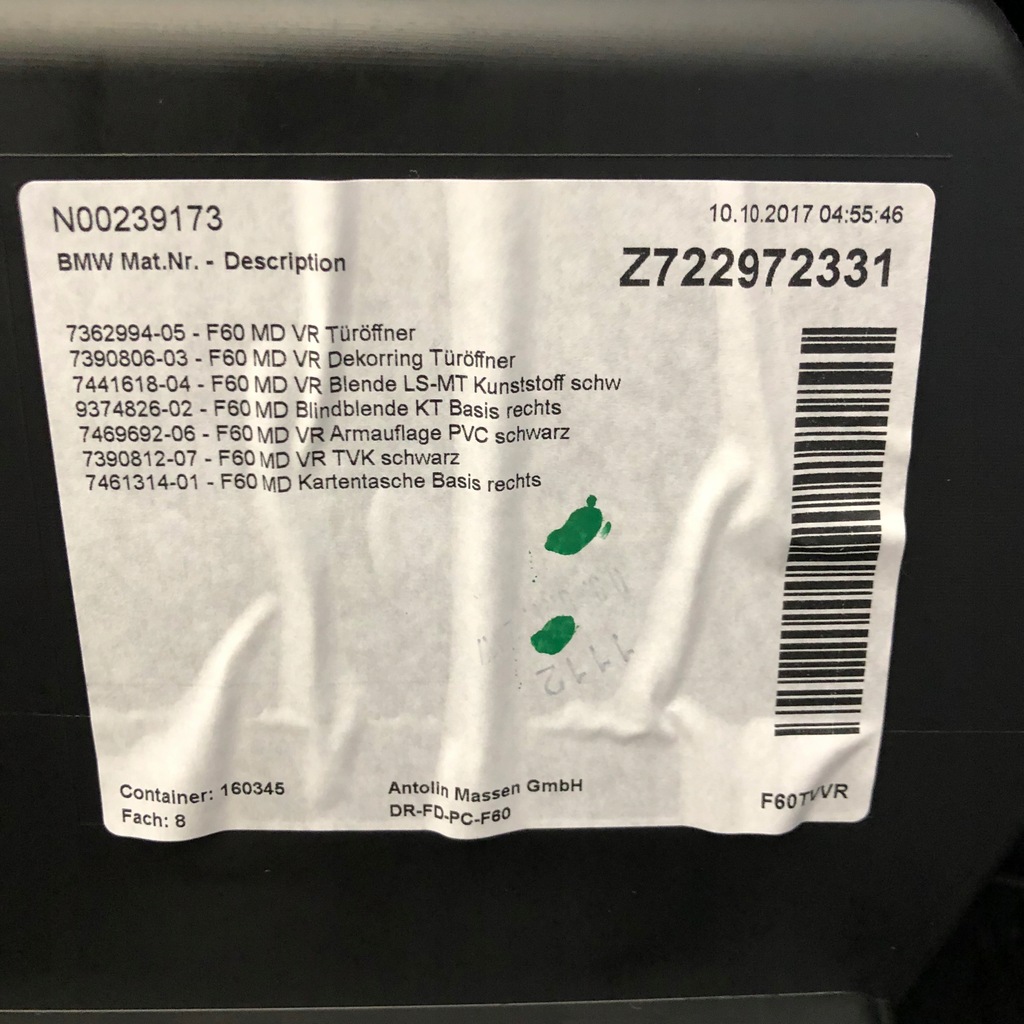 N00239173
10.10.2017 04:55:46
BMW Mat.Nr. - Description
Z722972331
7362994-05 - F60 MD VR Türöffner
7390806-03 - F60 MD VR Dekorring Türöffner
7441618-04 - F60 MD VR Blende LS-MT Kunststoff schw
9374826-02 - F60 MD Blindblende KT Basis rechts
7469692-06 - F60 MD VR Armauflage PVC schwarz
7390812-07 - F60 MD VR TVK schwarz
7461314-01 - F60 MD Kartentasche Basis rechts
1112
Container: 160345
Antolin Massen GmbH
F60TVVR
Fach: 8
DR-FD-PC-F60